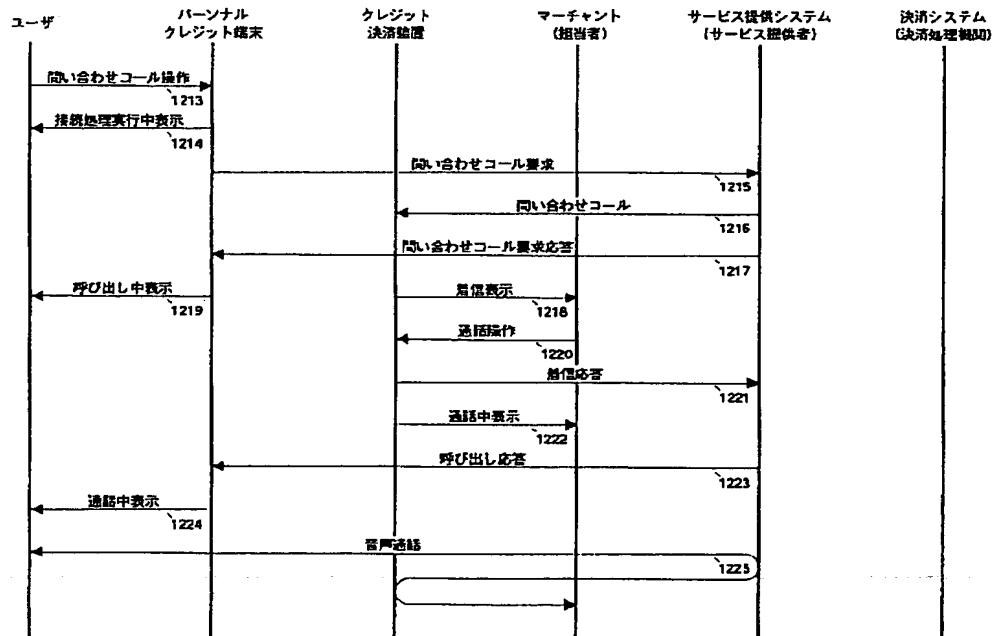 ユーザ
パーソナル
クレジット端末
クレジット
決済装置
マーチャント
(担当者)
サービス提供システム
(サービス提供者)
決済システム
(決済処理機関)
問い合わせコール操作
1213
接続処理実行中表示
1214
問い合わせコール要求
1215
問い合わせコール
1216
問い合わせコール要求応答
1217
呼び出し中表示
1219
着信表示
1218
通話操作
1220
着信応答
1221
通話中表示
1222
呼び出し応答
1223
通話中表示
1224
音声通話
1225